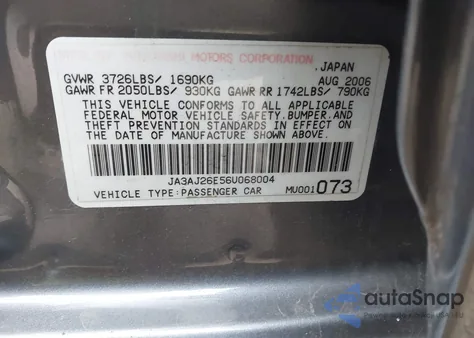 MOTORS CORPORATION, JAPAN
GVWR 3726LBS/ 1690KG AUG 2006
GAWR FR 2050LBS/ 930KG GAWR RR 1742LBS/ 790KG
THIS VEHICLE CONFORMS TO ALL APPLICABLE
FEDERAL MOTOR VEHICLE SAFETY, BUMPER, AND
THEFT PREVENTION STANDARDS IN EFFECT ON
THE DATE OF MANUFACTURE SHOWN ABOVE.
JA3AJ26E56U068004
VEHICLE TYPE: PASSENGER CAR MU001073
autoSnap